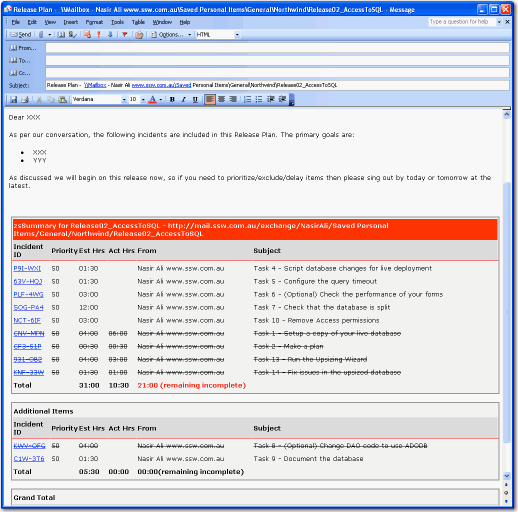 Release Plan - \\Mailbox - Nasir Ali www.ssw.com.au\Saved Personal Items\General\Northwind\Release02_AccessToSQL - Message
File Edit View Insert Format Tools Table Window Help
Type a question for help
Send Options... HTML
From...
To...
Cc...
Subject: Release Plan - \\Mailbox - Nasir Ali www.ssw.com.au\Saved Personal Items\General\Northwind\Release02_AccessToSQL
Verdana 10 A B I U
Dear XXX
As per our conversation, the following incidents are included in this Release Plan. The primary goals are:
• XXX
• YYY
As discussed we will begin on this release now, so if you need to prioritize/exclude/delay items then please sing out by today or tomorrow at the
latest.
zsSummary for Release02_AccessToSQL - http://mail.ssw.com.au/exchange/NasirAli/Saved Personal
Items/General/Northwind/Release02_AccessToSQL
Incident ID Priority Est Hrs Act Hrs From Subject
P9I-WXI 50 01:30 Nasir Ali www.ssw.com.au Task 4 - Script database changes for live deployment
63V-HQJ 50 01:30 Nasir Ali www.ssw.com.au Task 5 - Configure the query timeout
PLF-4WG 50 03:00 Nasir Ali www.ssw.com.au Task 6 - (Optional) Check the performance of your forms
SOG-PA4 50 12:00 Nasir Ali www.ssw.com.au Task 7 - Check that the database is split
NCT-6IF 50 03:00 Nasir Ali www.ssw.com.au Task 10 - Remove Access permissions
50 04:00 06:00 Nasir Ali www.ssw.com.au Task 1 - Setup a copy of your live database
50 00:30 00:30 Nasir Ali www.ssw.com.au Task 2 - Make a plan
50 04:00 03:00 Nasir Ali www.ssw.com.au Task 13 - Run the Upsizing Wizard
50 01:30 01:00 Nasir Ali www.ssw.com.au Task 14 - Fix issues in the upsized database
Total 31:00 10:30 21:00 (remaining incomplete)
Additional Items
Incident ID Priority Est Hrs Act Hrs From Subject
50 04:00 Nasir Ali www.ssw.com.au Task 8 - (Optional) Change DAO code to use ADODB
C1W-3T6 50 01:30 Nasir Ali www.ssw.com.au Task 9 - Document the database
Total 05:30 00:00 00:00(remaining incomplete)
Grand Total